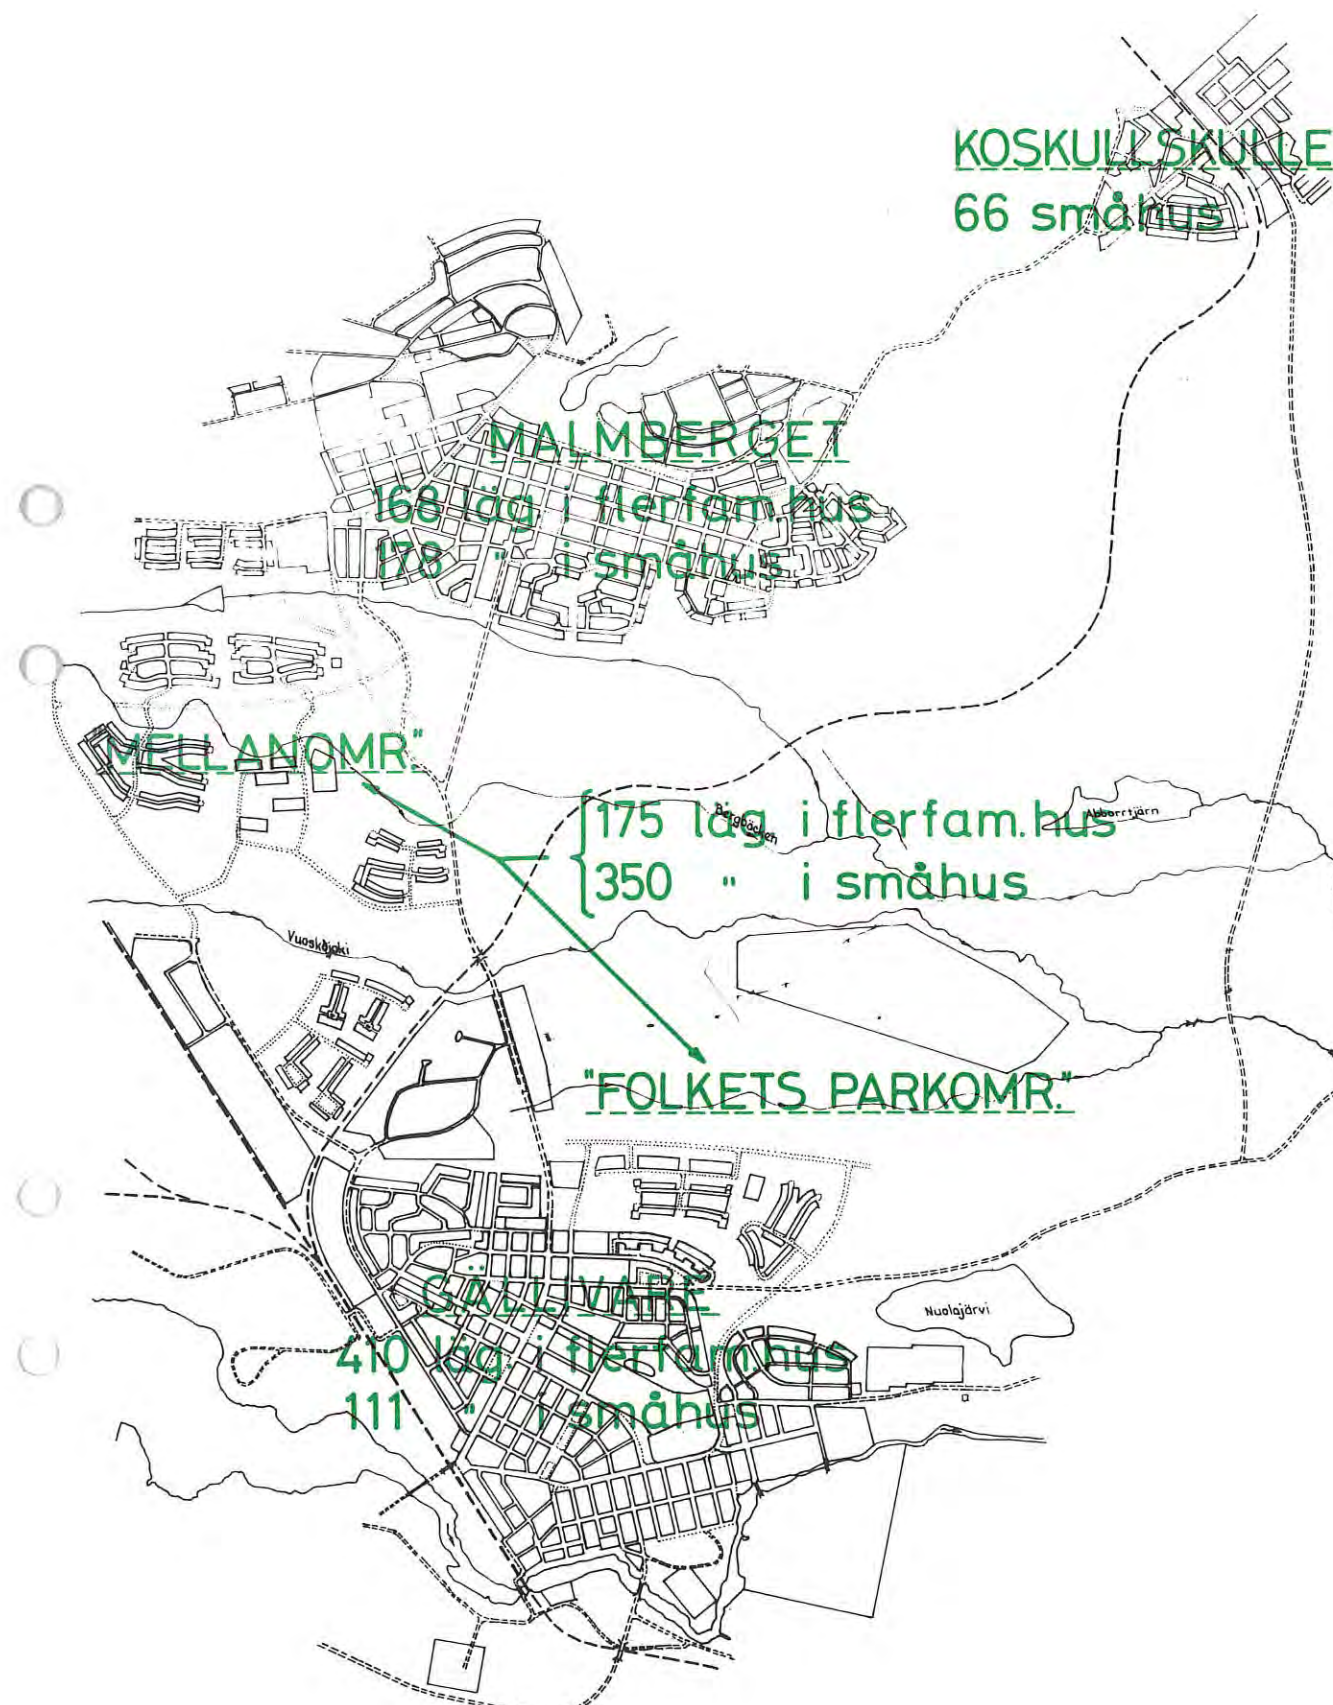 KOSKULLSKULLE
66 småhus
MALMBERGET
168 läg i flerfam.hus
178 " i småhus
"MELLANOMR."
175 läg i flerfam.hus
350 " i småhus
Bergbäcken
Abborrtjärn
Vuoskojoki
"FOLKETS PARKOMR."
GÄLLIVARE
410 läg. i flerfam.hus
111 " i småhus
Nuolajärvi